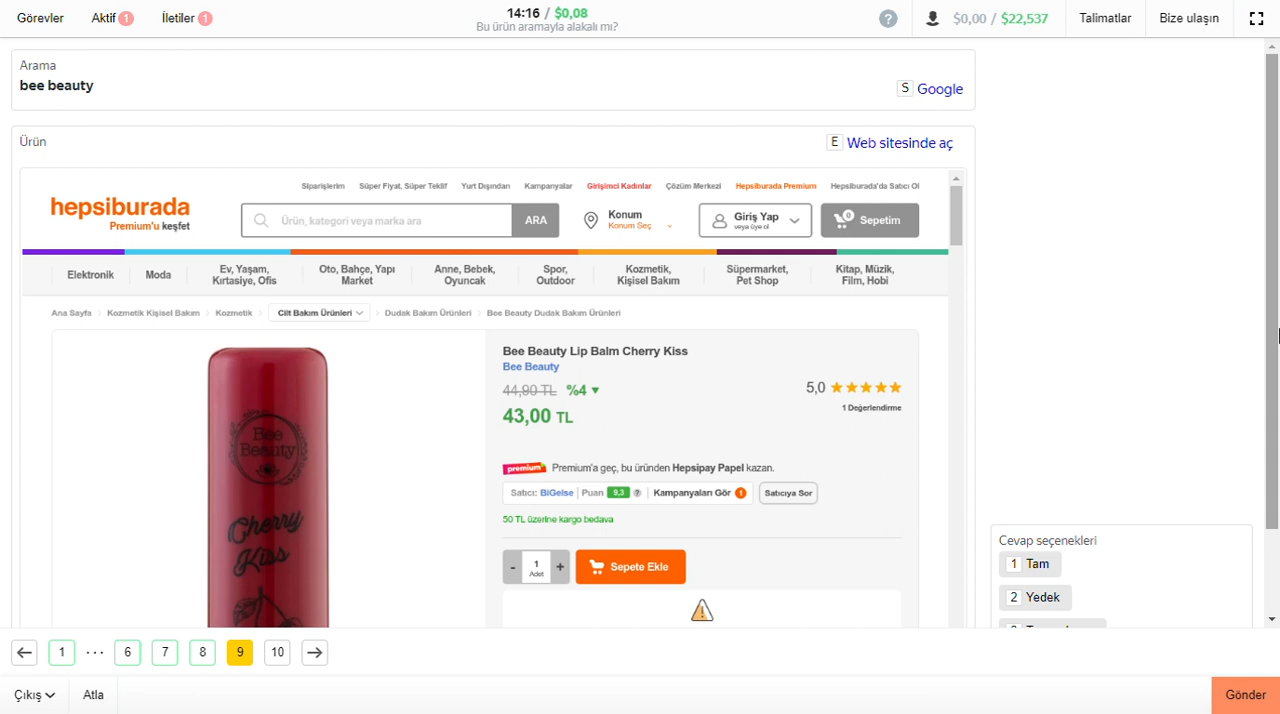 Görevler
Aktif 1
İletiler 1
14:16 / $0,08
Bu ürün aramayla alakalı mı?
?
$0,00 / $22,537
Talimatlar
Bize ulaşın
Arama
bee beauty
S Google
Ürün
E Web sitesinde aç
Siparişlerim
Süper Fiyat, Süper Teklif
Yurt Dışından
Kampanyalar
Girişimci Kadınlar
Çözüm Merkezi
Hepsiburada Premium
Hepsiburada'da Satıcı Ol
hepsiburada
Premium'u keşfet
Ürün, kategori veya marka ara
ARA
Konum
Konum Seç
Giriş Yap
veya üye ol
0
Sepetim
Elektronik
Moda
Ev, Yaşam,
Kırtasiye, Ofis
Oto, Bahçe, Yapı
Market
Anne, Bebek,
Oyuncak
Spor,
Outdoor
Kozmetik,
Kişisel Bakım
Süpermarket,
Pet Shop
Kitap, Müzik,
Film, Hobi
Ana Sayfa
Kozmetik Kişisel Bakım
Kozmetik
Cilt Bakım Ürünleri
Dudak Bakım Ürünleri
Bee Beauty Dudak Bakım Ürünleri
Bee
Beauty
Cherry
Kiss
Bee Beauty Lip Balm Cherry Kiss
Bee Beauty
44,90 TL %4
43,00 TL
5,0
1 Değerlendirme
premium Premium'a geç, bu üründen Hepsipay Papel kazan.
Satıcı: BiGelse
Puan 9,3 ?
Kampanyaları Gör 1
Satıcıya Sor
50 TL üzerine kargo bedava
- 1 +
Adet
Sepete Ekle
Cevap seçenekleri
1 Tam
2 Yedek
1 ... 6 7 8 9 10
Çıkış
Atla
Gönder